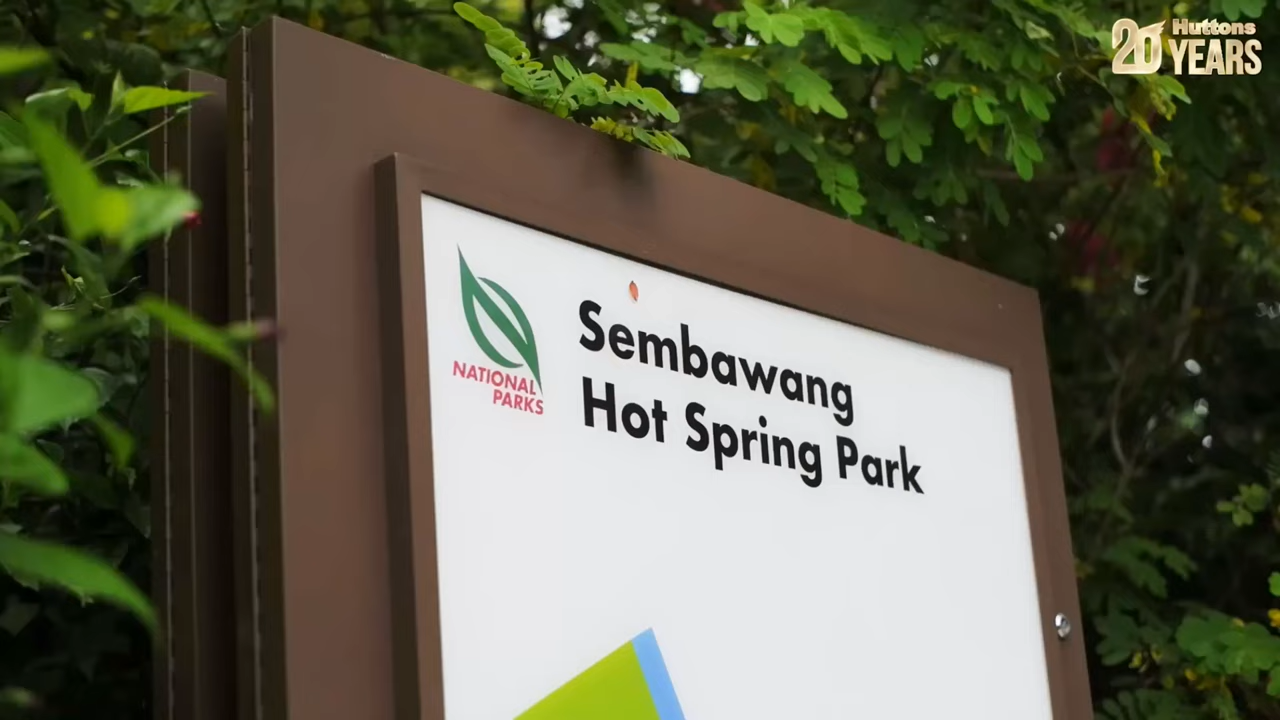 Huttons
20 YEARS
NATIONAL
PARKS
Sembawang
Hot Spring Park